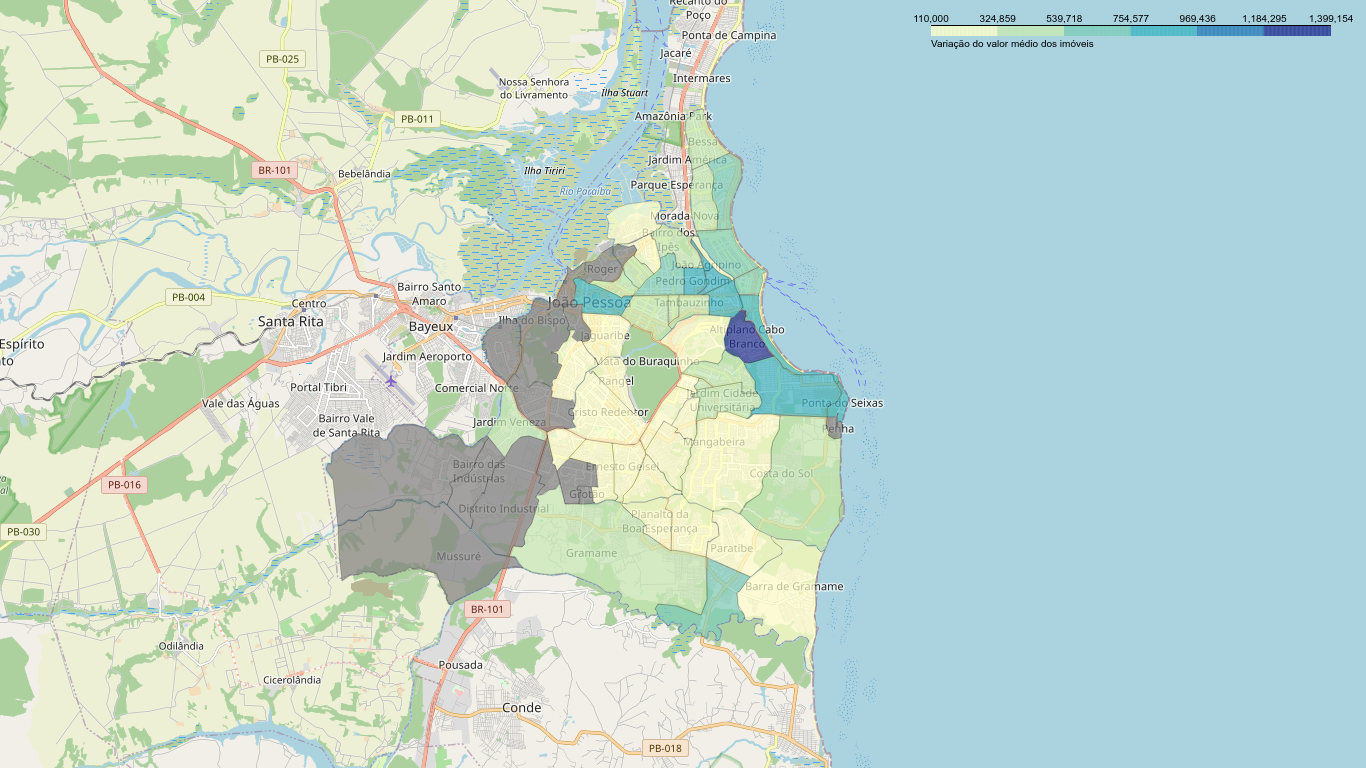 Recanto do
Poço
110,000 324,859 539,718 754,577 969,436 1,184,295 1,399,154
Variação do valor médio dos imóveis
Ponta de Campina
Jacaré
PB-025
Intermares
Nossa Senhora
do Livramento
Ilha Stuart
PB-011
Amazônia Park
Bessa
Jardim América
BR-101
Bebelândia
Ilha Tiriri
Parque Esperança
Rio Paraíba
Morada Nova
Bairro dos
Ipês
Roger
João Agripino
Pedro Gondim
Bairro Santo
Amaro
PB-004
Centro
João Pessoa
Tambauzinho
Santa Rita
Bayeux
Ilha do Bispo
Jaguaribe
Altiplano Cabo
Branco
Espírito
to
Jardim Aeroporto
Mata do Buraquinho
Rangel
Portal Tibri
Comercial Norte
Jardim Cidade
Universitária
Vale das Águas
Ponta do Seixas
Cristo Redentor
Bairro Vale
de Santa Rita
Jardim Veneza
Penha
Mangabeira
Bairro das
Indústrias
Ernesto Geisel
Costa do Sol
PB-016
al
Grotão
Distrito Industrial
Planalto da
Boa Esperança
PB-030
Mussuré
Gramame
Paratibe
Barra de Gramame
BR-101
Odilândia
Pousada
Cicerolândia
Conde
PB-018